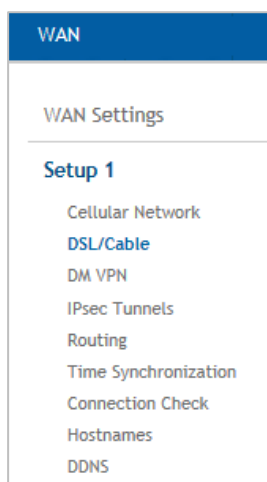 WAN
WAN Settings
Setup 1
Cellular Network
DSL/Cable
DM VPN
IPsec Tunnels
Routing
Time Synchronization
Connection Check
Hostnames
DDNS